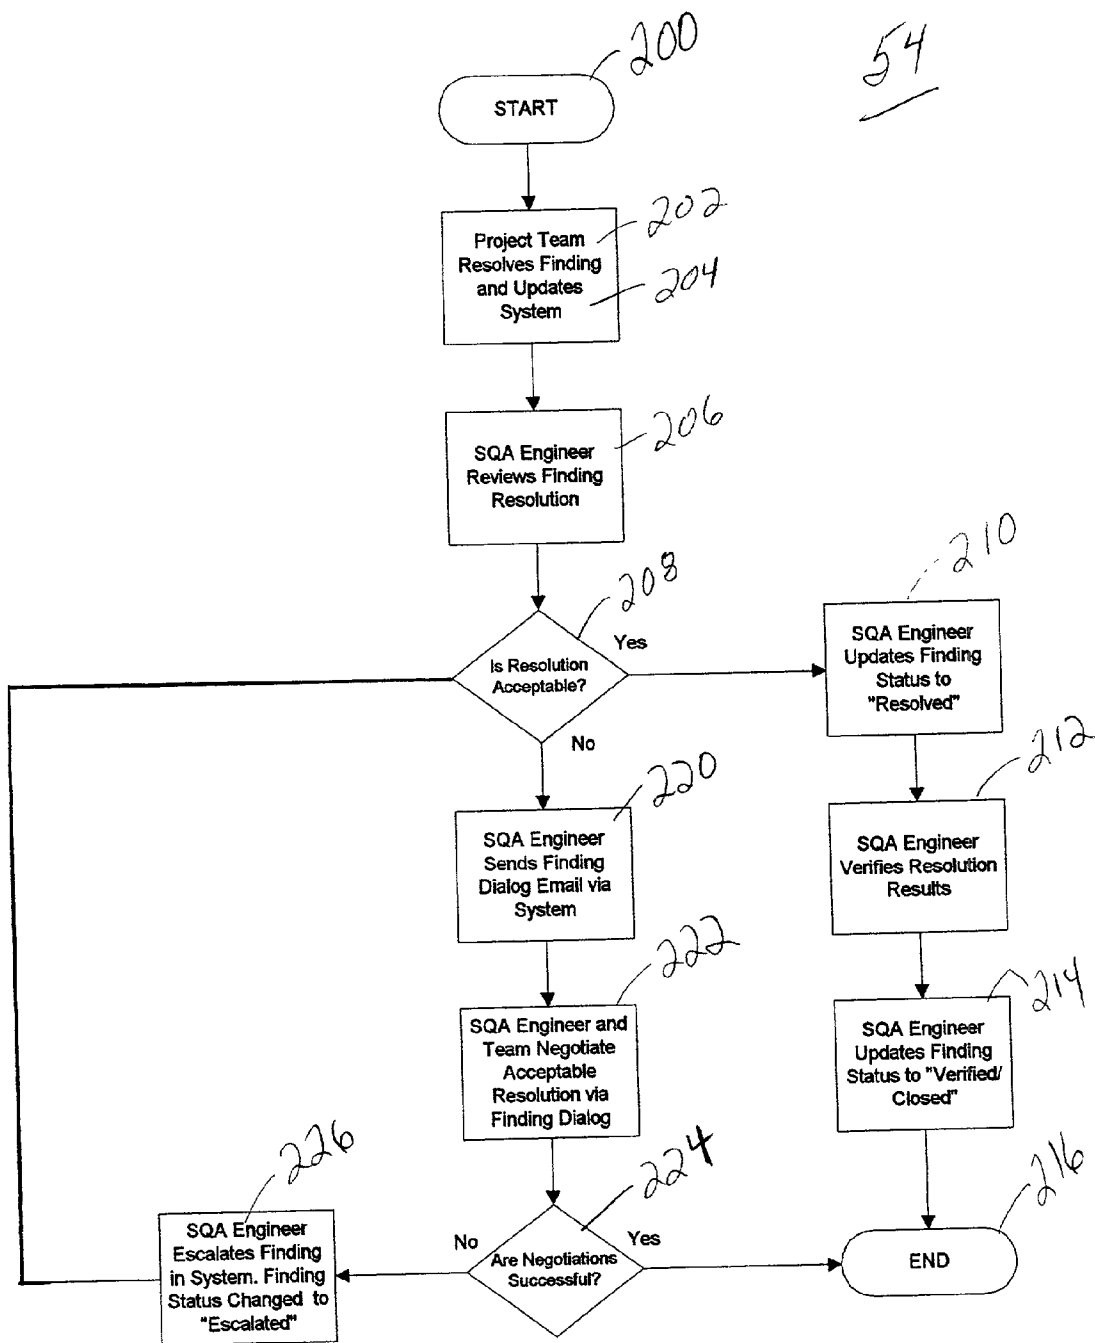 200
54
START
202
Project Team
Resolves Finding
and Updates
System
204
206
SQA Engineer
Reviews Finding
Resolution
208
Is Resolution
Acceptable?
Yes
No
210
SQA Engineer
Updates Finding
Status to
"Resolved"
212
SQA Engineer
Verifies Resolution
Results
214
SQA Engineer
Updates Finding
Status to "Verified/
Closed"
220
SQA Engineer
Sends Finding
Dialog Email via
System
222
SQA Engineer and
Team Negotiate
Acceptable
Resolution via
Finding Dialog
224
Are Negotiations
Successful?
No
Yes
226
SQA Engineer
Escalates Finding
in System. Finding
Status Changed to
"Escalated"
216
END